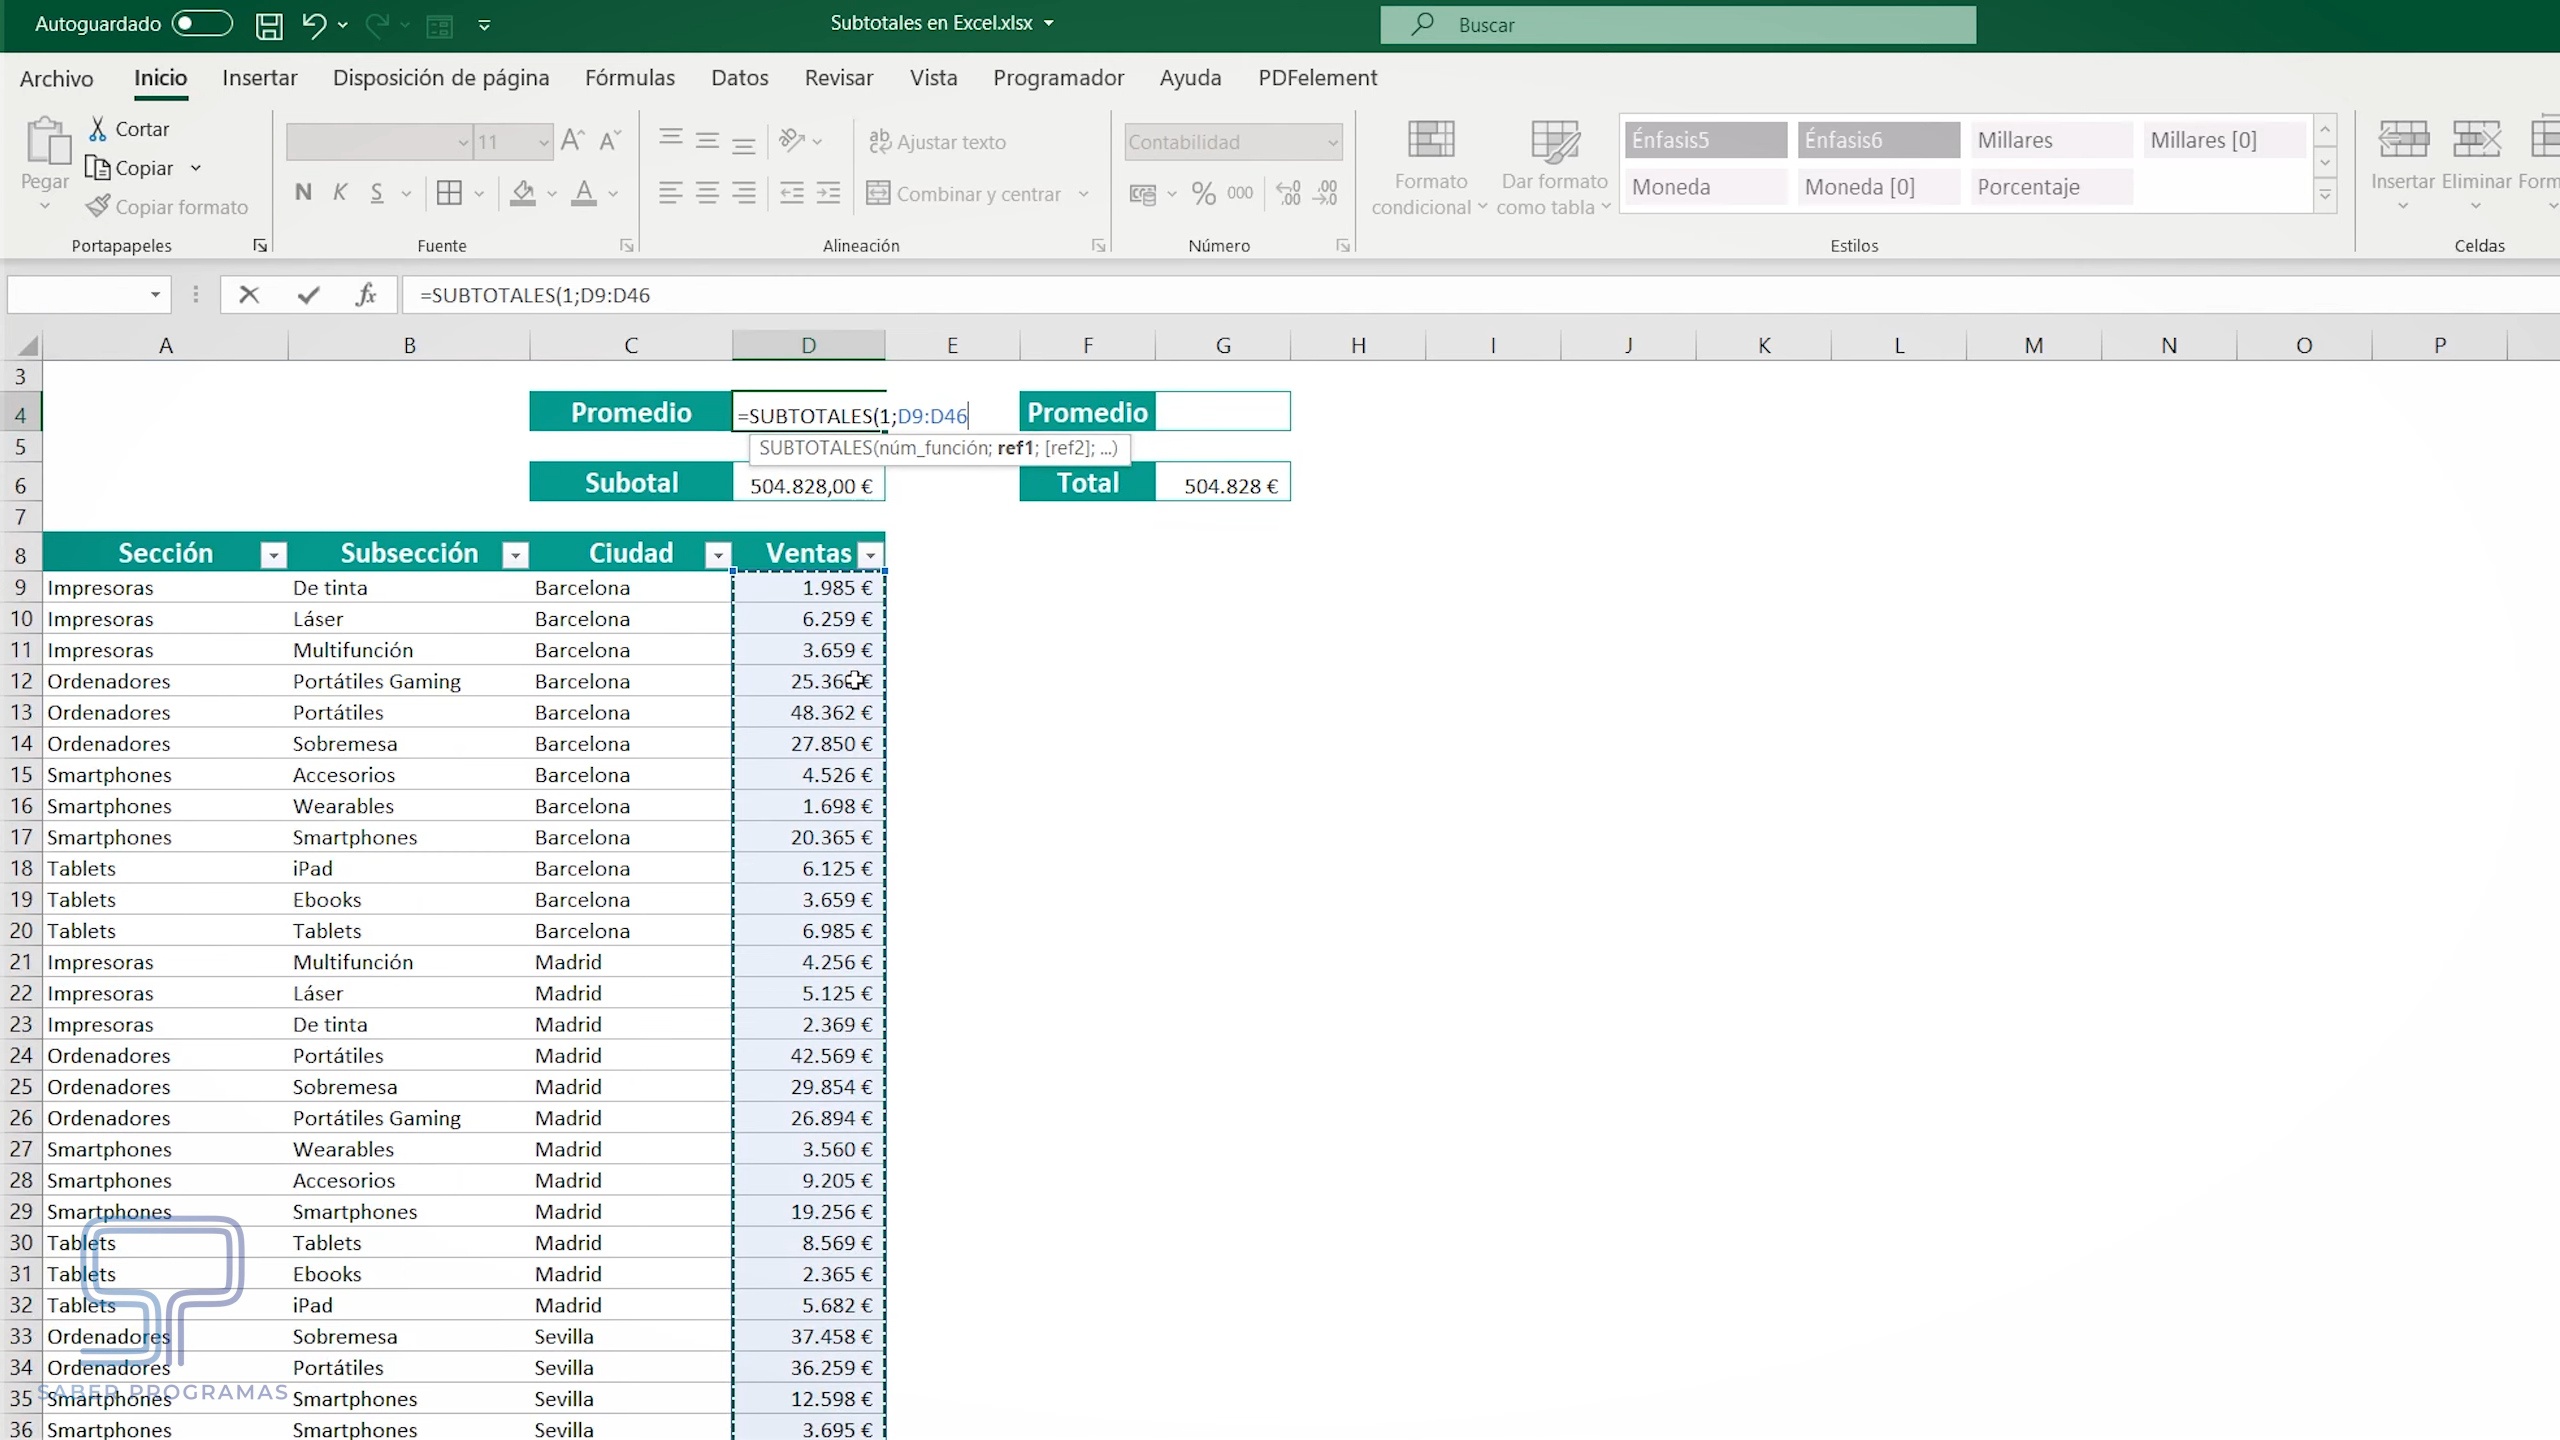 Autoguardado Subtotales en Excel.xlsx Buscar
Archivo Inicio Insertar Disposición de página Fórmulas Datos Revisar Vista Programador Ayuda PDFelement
Pegar Cortar Copiar Copiar formato
11
Ajustar texto
Combinar y centrar
Contabilidad
% 000
Formato condicional
Dar formato como tabla
Énfasis5 Énfasis6 Millares Millares [0]
Moneda Moneda [0] Porcentaje
Insertar Eliminar Form
Portapapeles Fuente Alineación Número Estilos Celdas
N K S
fx =SUBTOTALES(1;D9:D46
A B C D E F G H I J K L M N O P
3
4 Promedio =SUBTOTALES(1;D9:D46 Promedio
5 SUBTOTALES(núm_función; ref1; [ref2]; ...)
6 Subotal 504.828,00 € Total 504.828 €
7
8 Sección Subsección Ciudad Ventas
9 Impresoras De tinta Barcelona 1.985 €
10 Impresoras Láser Barcelona 6.259 €
11 Impresoras Multifunción Barcelona 3.659 €
12 Ordenadores Portátiles Gaming Barcelona
13 Ordenadores Portátiles Barcelona 48.362 €
14 Ordenadores Sobremesa Barcelona 27.850 €
15 Smartphones Accesorios Barcelona 4.526 €
16 Smartphones Wearables Barcelona 1.698 €
17 Smartphones Smartphones Barcelona 20.365 €
18 Tablets iPad Barcelona 6.125 €
19 Tablets Ebooks Barcelona 3.659 €
20 Tablets Tablets Barcelona 6.985 €
21 Impresoras Multifunción Madrid 4.256 €
22 Impresoras Láser Madrid 5.125 €
23 Impresoras De tinta Madrid 2.369 €
24 Ordenadores Portátiles Madrid 42.569 €
25 Ordenadores Sobremesa Madrid 29.854 €
26 Ordenadores Portátiles Gaming Madrid 26.894 €
27 Smartphones Wearables Madrid 3.560 €
28 Smartphones Accesorios Madrid 9.205 €
29 Smartphones Smartphones Madrid 19.256 €
30 Tablets Tablets Madrid 8.569 €
31 Tablets Ebooks Madrid 2.365 €
32 Tablets iPad Madrid 5.682 €
33 Ordenadores Sobremesa Sevilla 37.458 €
34 Ordenadores Portátiles Sevilla 36.259 €
SABER PROGRAMAS
35 Smartphones Smartphones Sevilla 12.598 €
36 Smartphones Smartphones Sevilla 3.695 €